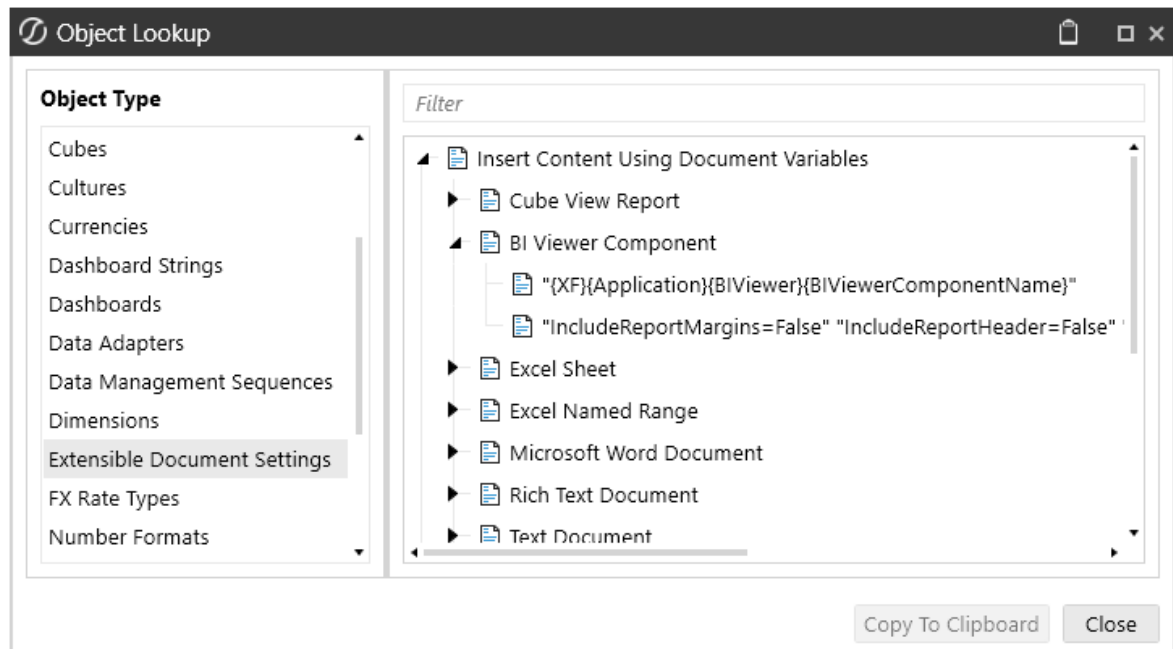 Object Lookup
Object Type
Cubes
Cultures
Currencies
Dashboard Strings
Dashboards
Data Adapters
Data Management Sequences
Dimensions
Extensible Document Settings
FX Rate Types
Number Formats
Filter
Insert Content Using Document Variables
Cube View Report
BI Viewer Component
"{XF}{Application}{BIViewer}{BIViewerComponentName}"
"IncludeReportMargins=False" "IncludeReportHeader=False" "
Excel Sheet
Excel Named Range
Microsoft Word Document
Rich Text Document
Text Document
Copy To Clipboard
Close